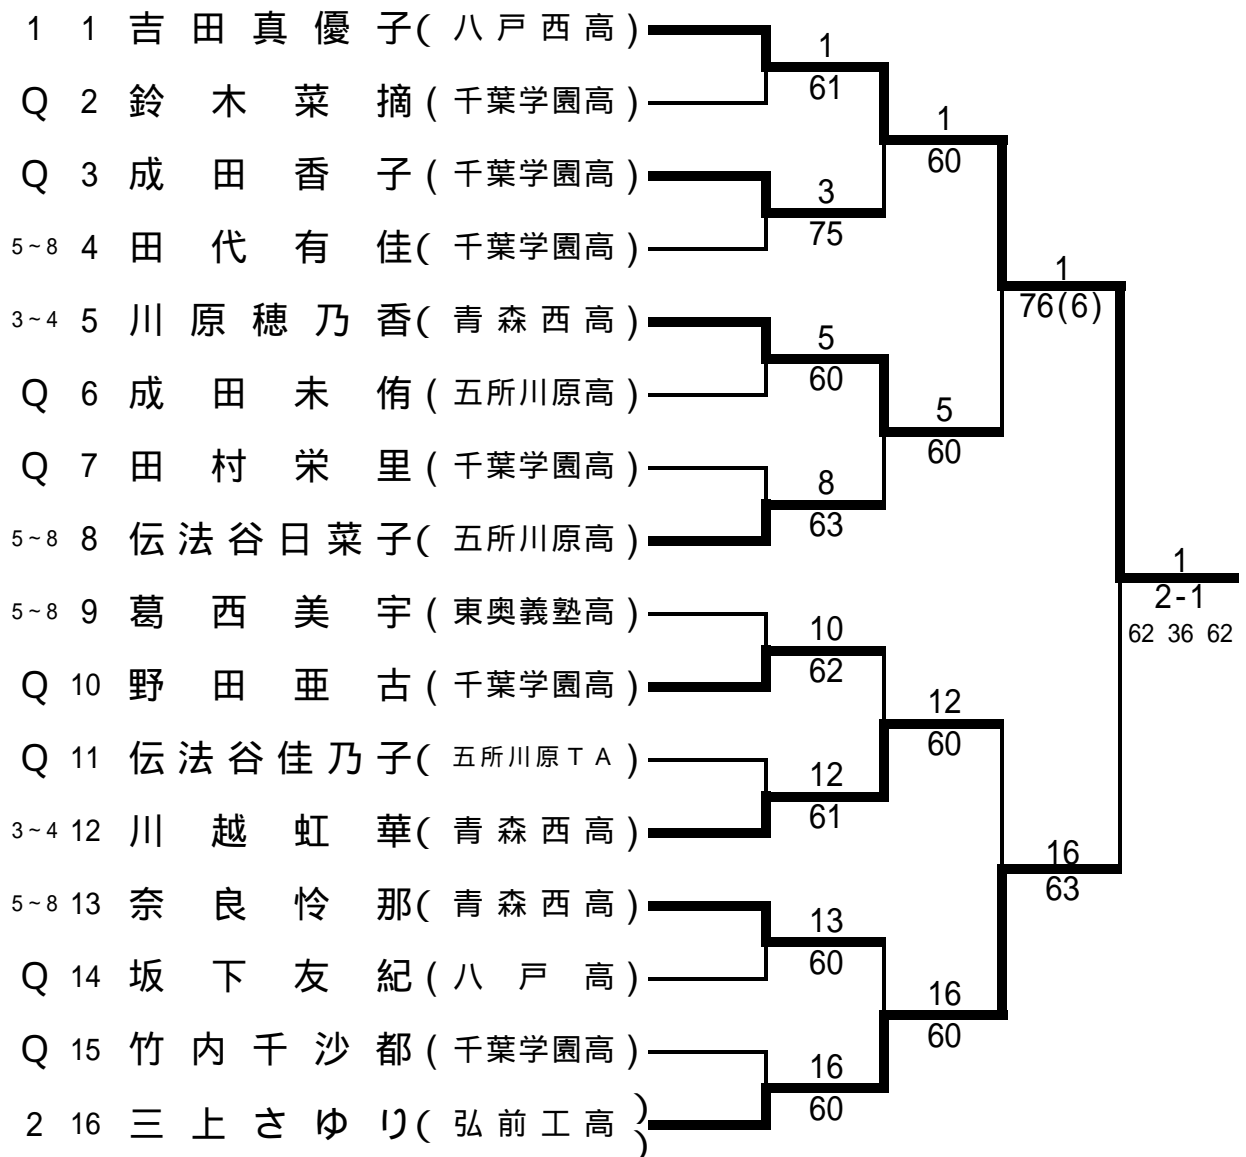 1 1 吉田真優子(八戸西高)
1
61
Q 2 鈴木菜摘(千葉学園高)
1
60
Q 3 成田香子(千葉学園高)
3
75
5~8 4 田代有佳(千葉学園高)
1
76(6)
3~4 5 川原穂乃香(青森西高)
5
60
Q 6 成田未侑(五所川原高)
5
60
Q 7 田村栄里(千葉学園高)
8
63
5~8 8 伝法谷日菜子(五所川原高)
1
2-1
62 36 62
5~8 9 葛西美宇(東奥義塾高)
10
62
Q 10 野田亜古(千葉学園高)
12
60
Q 11 伝法谷佳乃子(五所川原TA)
12
61
3~4 12 川越虹華(青森西高)
16
63
5~8 13 奈良怜那(青森西高)
13
60
Q 14 坂下友紀(八戸高)
16
60
Q 15 竹内千沙都(千葉学園高)
16
60
2 16 三上さゆり(弘前工高))